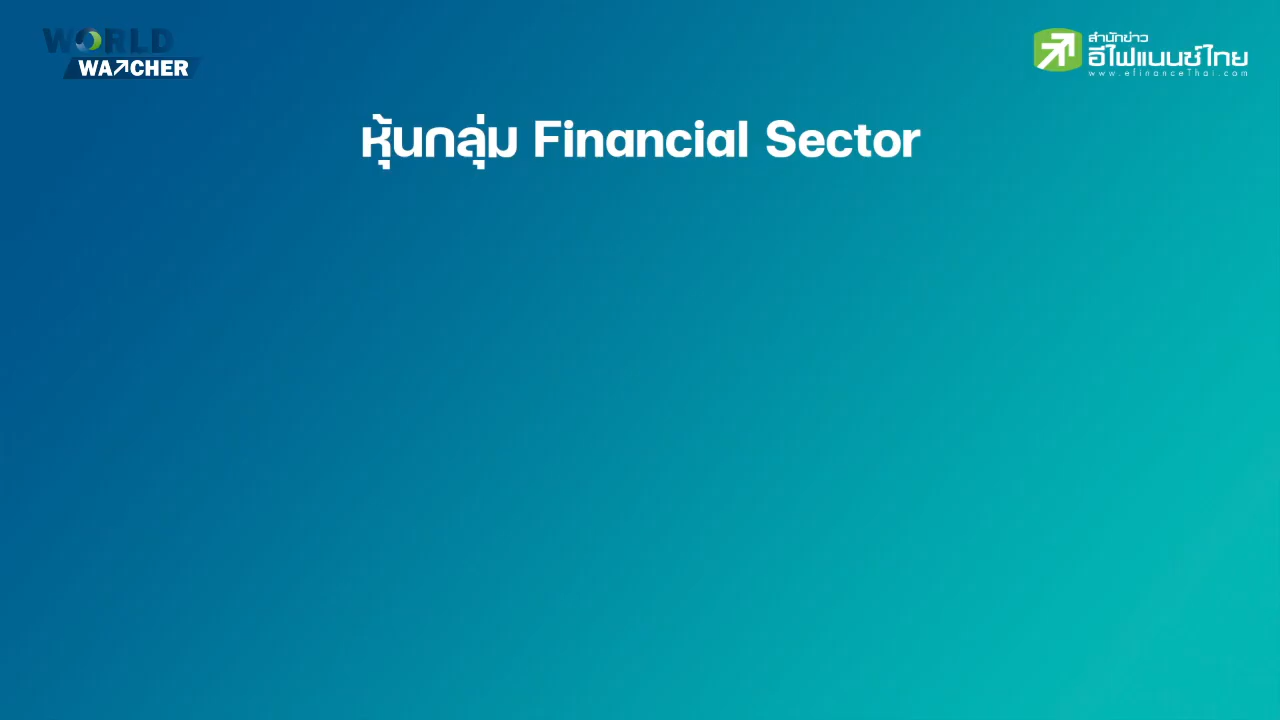 WORLD
WATCHER
สำนักข่าว
อีไฟแนนซ์ไทย
www.efinanceThai.com
หุ้นกลุ่ม Financial Sector